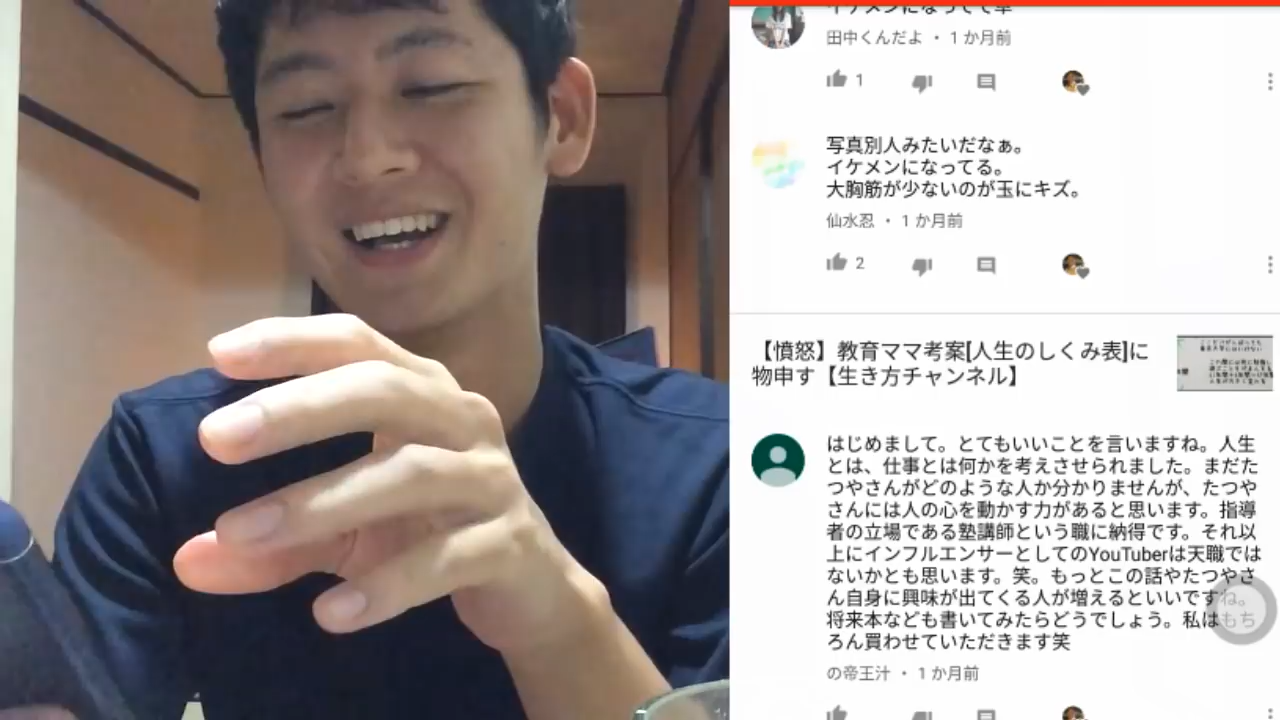 イケメンになってて草
田中くんだよ ・ 1 か月前
1
写真別人みたいだなぁ。
イケメンになってる。
大胸筋が少ないのが玉にキズ。
仙水忍 ・ 1 か月前
2
【憤怒】教育ママ考案[人生のしくみ表]に
物申す【生き方チャンネル】
はじめまして。とてもいいことを言いますね。人生
とは、仕事とは何かを考えさせられました。まだた
つやさんがどのような人か分かりませんが、たつや
さんには人の心を動かす力があると思います。指導
者の立場である塾講師という職に納得です。それ以
上にインフルエンサーとしてのYouTuberは天職では
ないかとも思います。笑。もっとこの話やたつやさ
ん自身に興味が出てくる人が増えるといいですね。
将来本なども書いてみたらどうでしょう。私はもち
ろん買わせていただきます笑
の帝王汁 ・ 1 か月前